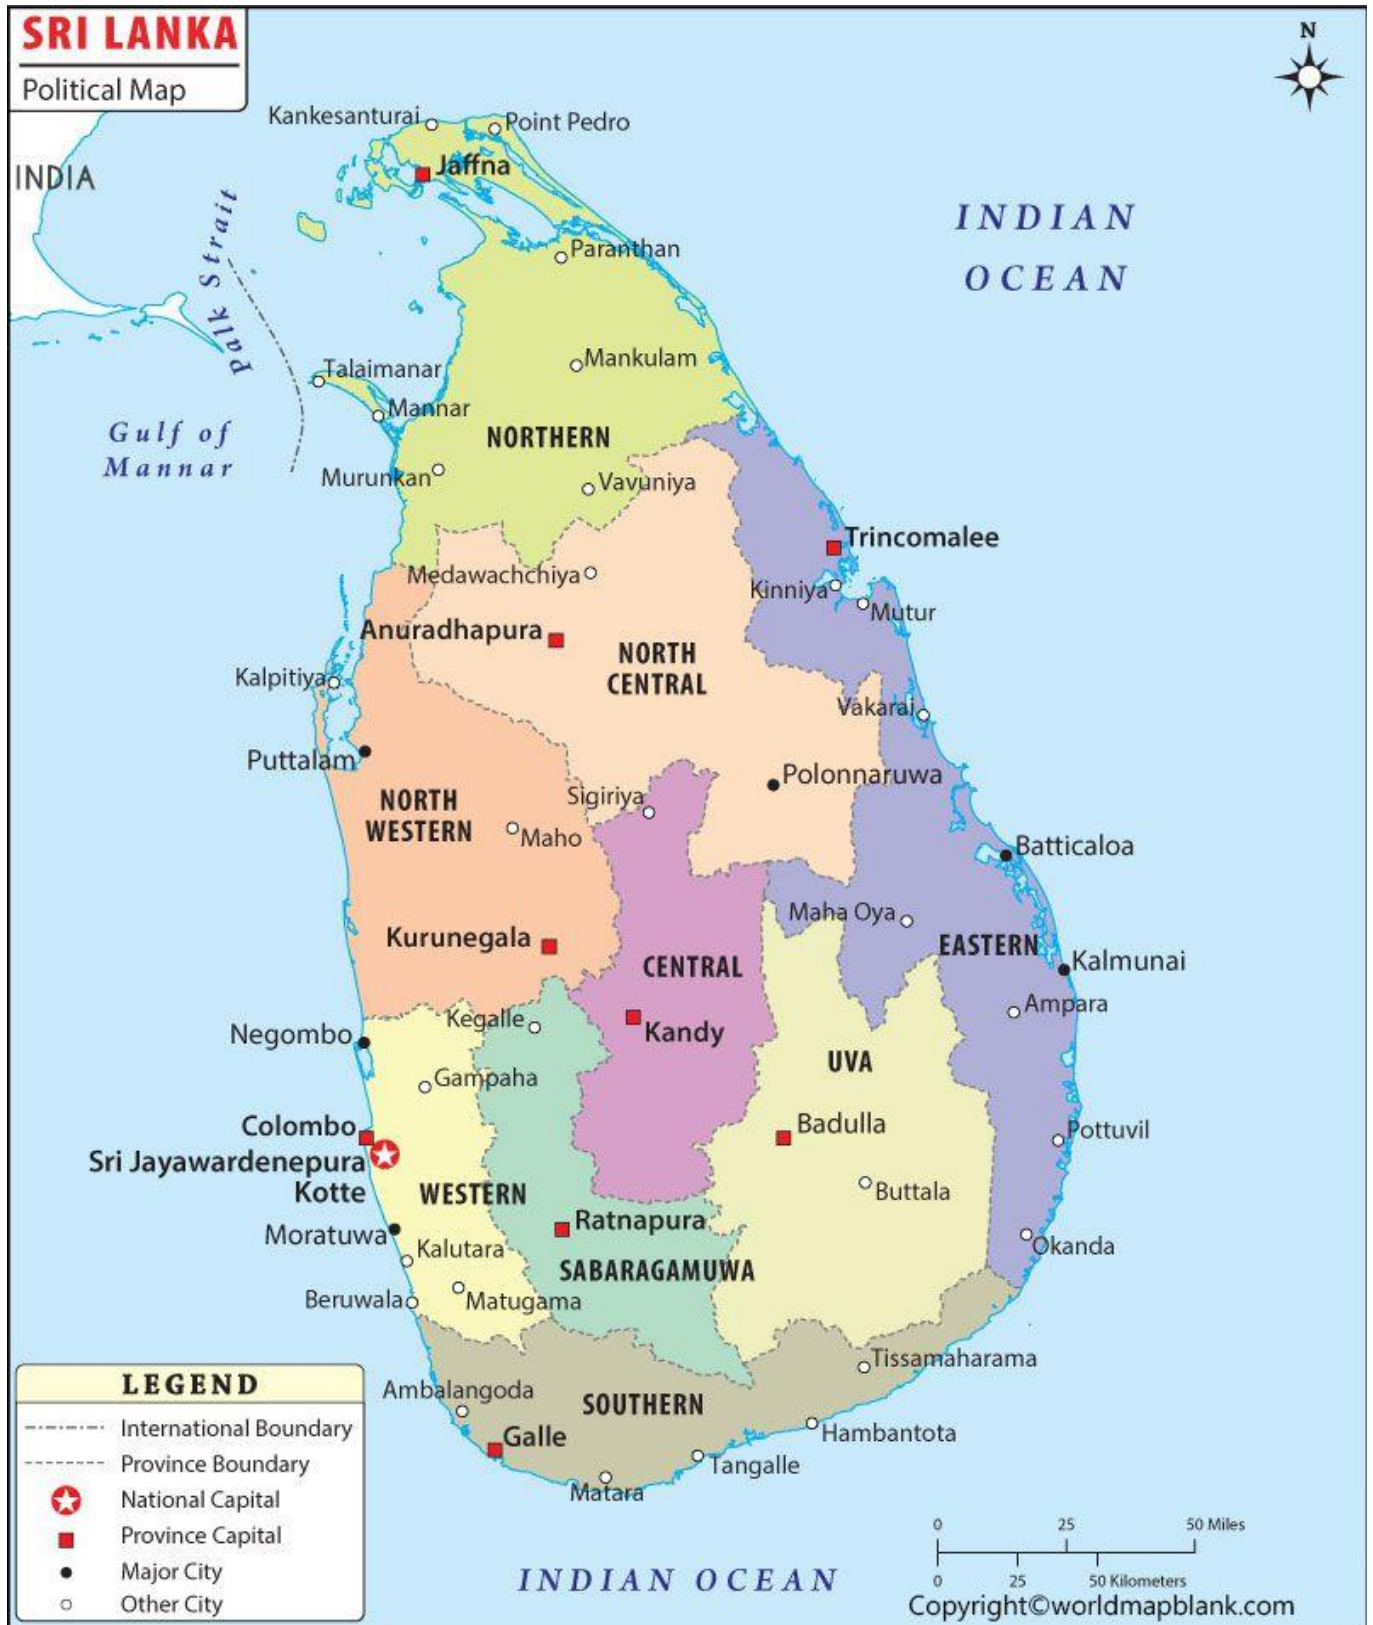 SRI LANKA
Political Map
N
INDIA
Kankesanturai
Point Pedro
Jaffna
Palk Strait
INDIAN
OCEAN
Paranthan
Talaimanar
Mankulam
Mannar
Gulf of
Mannar
NORTHERN
Murunkan
Vavuniya
Trincomalee
Medawachchiya
Kinniya
Mutur
Anuradhapura
NORTH
CENTRAL
Kalpitiya
Vakarai
Puttalam
Polonnaruwa
Sigiriya
NORTH
WESTERN
Maho
Batticaloa
Maha Oya
Kurunegala
EASTERN
CENTRAL
Kalmunai
Ampara
Kegalle
Negombo
Kandy
UVA
Gampaha
Colombo
Badulla
Pottuvil
Sri Jayawardenepura
Kotte
WESTERN
Buttala
Ratnapura
Moratuwa
Kalutara
Okanda
SABARAGAMUWA
Beruwala
Matugama
Tissamaharama
Ambalangoda
SOUTHERN
Galle
Hambantota
Tangalle
Matara
LEGEND
International Boundary
Province Boundary
National Capital
Province Capital
Major City
Other City
INDIAN OCEAN
0 25 50 Miles
0 25 50 Kilometers
Copyright©worldmapblank.com